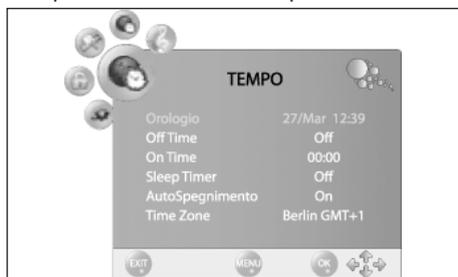 TEMPO
Orologio 27/Mar 12:39
Off Time Off
On Time 00:00
Sleep Timer Off
AutoSpegnimento On
Time Zone Berlin GMT+1
EXIT MENU OK